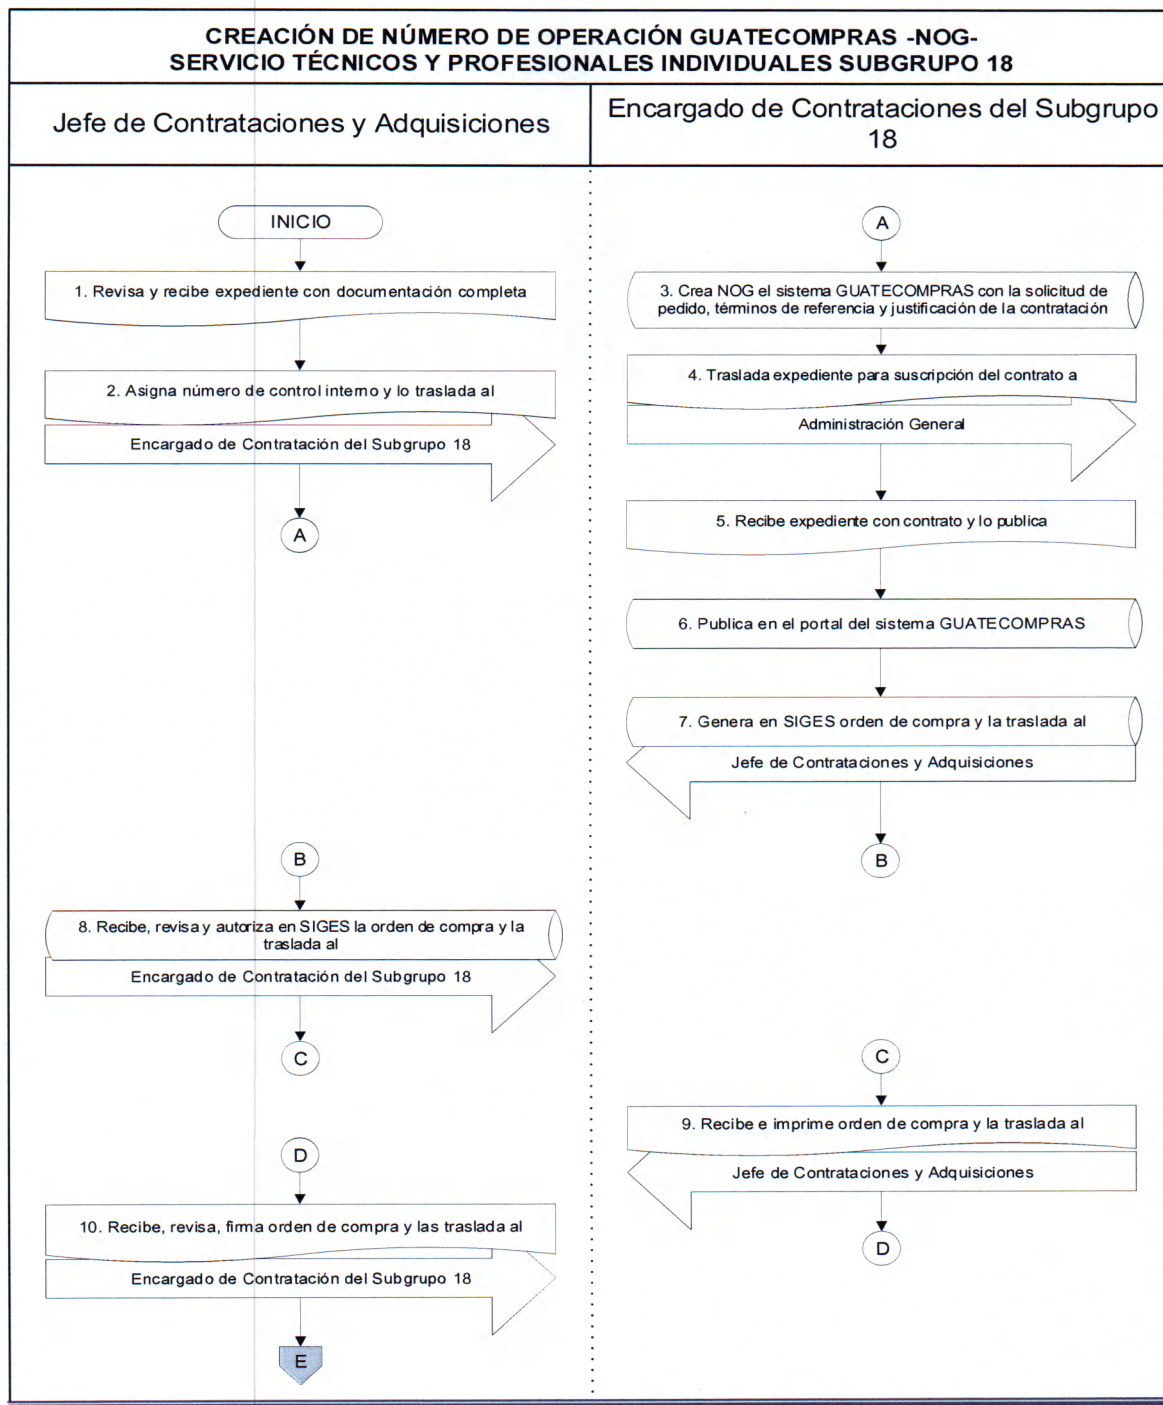 CREACIÓN DE NÚMERO DE OPERACIÓN GUATECOMPRAS -NOG-
SERVICIO TÉCNICOS Y PROFESIONALES INDIVIDUALES SUBGRUPO 18
Jefe de Contrataciones y Adquisiciones
Encargado de Contrataciones del Subgrupo
18
INICIO
1. Revisa y recibe expediente con documentación completa
2. Asigna número de control interno y lo traslada al
Encargado de Contratación del Subgrupo 18
A
A
3. Crea NOG el sistema GUATECOMPRAS con la solicitud de
pedido, términos de referencia y justificación de la contratación
4. Traslada expediente para suscripción del contrato a
Administración General
5. Recibe expediente con contrato y lo publica
6. Publica en el portal del sistema GUATECOMPRAS
7. Genera en SIGES orden de compra y la traslada al
Jefe de Contrataciones y Adquisiciones
B
B
8. Recibe, revisa y autoriza en SIGES la orden de compra y la
traslada al
Encargado de Contratación del Subgrupo 18
C
C
9. Recibe e imprime orden de compra y la traslada al
Jefe de Contrataciones y Adquisiciones
D
D
10. Recibe, revisa, firma orden de compra y las traslada al
Encargado de Contratación del Subgrupo 18
E